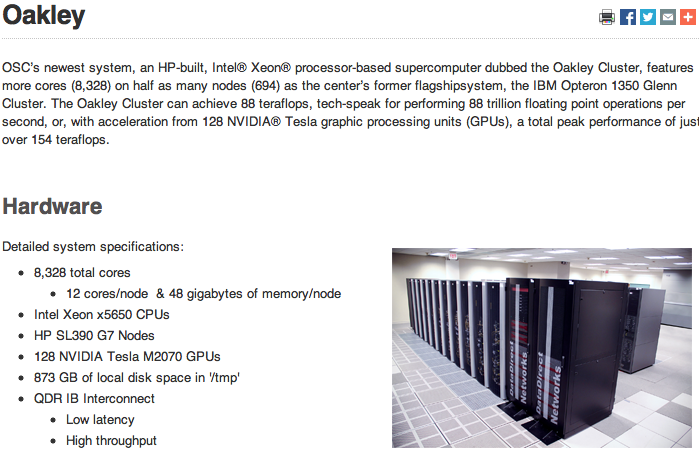 Oakley
OSC's newest system, an HP-built, Intel® Xeon® processor-based supercomputer dubbed the Oakley Cluster, features
more cores (8,328) on half as many nodes (694) as the center's former flagshipsystem, the IBM Opteron 1350 Glenn
Cluster. The Oakley Cluster can achieve 88 teraflops, tech-speak for performing 88 trillion floating point operations per
second, or, with acceleration from 128 NVIDIA® Tesla graphic processing units (GPUs), a total peak performance of just
over 154 teraflops.
Hardware
Detailed system specifications:
8,328 total cores
12 cores/node & 48 gigabytes of memory/node
Intel Xeon x5650 CPUs
HP SL390 G7 Nodes
128 NVIDIA Tesla M2070 GPUs
873 GB of local disk space in '/tmp'
QDR IB Interconnect
Low latency
High throughput
DataDirect
Networks
DataDirect
Networks